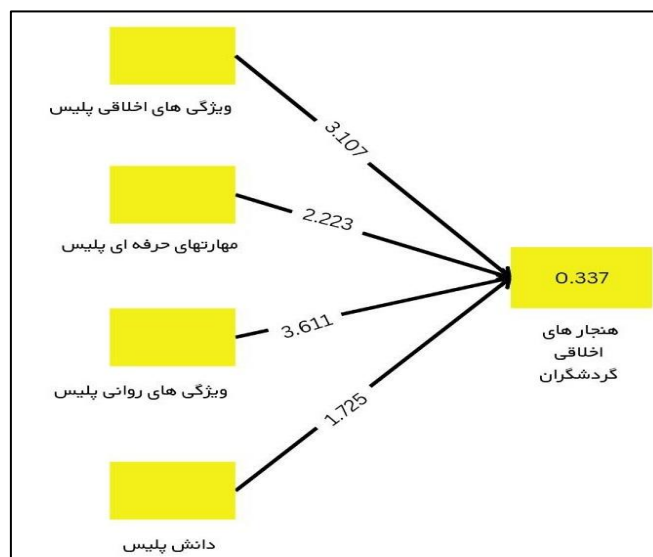 ویژگی های اخلاقی پلیس
3.107
مهارتهای حرفه ای پلیس
2.223
0.337
هنجار های
اخلاقی
گردشگران
3.611
ویژگی های روانی پلیس
1.725
دانش پلیس